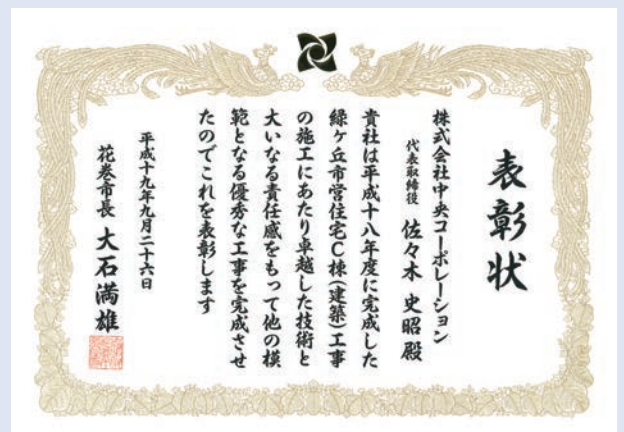 表彰状
株式会社中央コーポレーション
代表取締役 佐々木史昭殿
貴社は平成十八年度に完成した
緑ヶ丘市営住宅C棟(建築)工事
の施工にあたり卓越した技術と
大いなる責任感をもって他の模
範となる優秀な工事を完成させ
たのでこれを表彰します
平成十九年九月二十六日
花巻市長 大石満雄